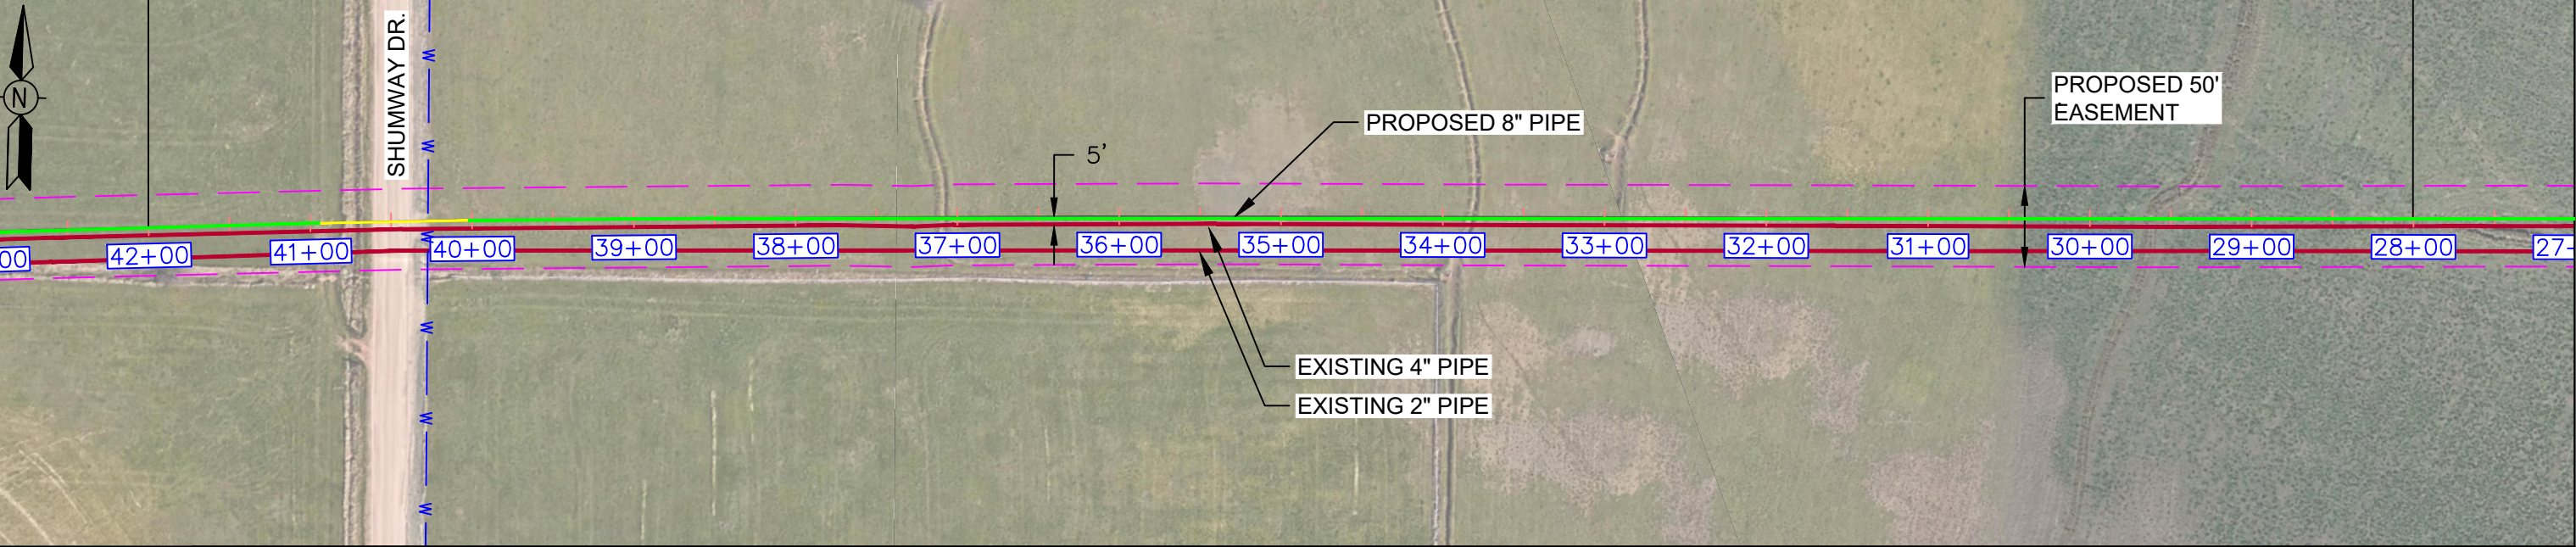 N
SHUMWAY DR.
W
W
W
W
W
W
5'
PROPOSED 8" PIPE
PROPOSED 50'
EASEMENT
00
42+00
41+00
40+00
39+00
38+00
37+00
36+00
35+00
34+00
33+00
32+00
31+00
30+00
29+00
28+00
27-
EXISTING 4" PIPE
EXISTING 2" PIPE